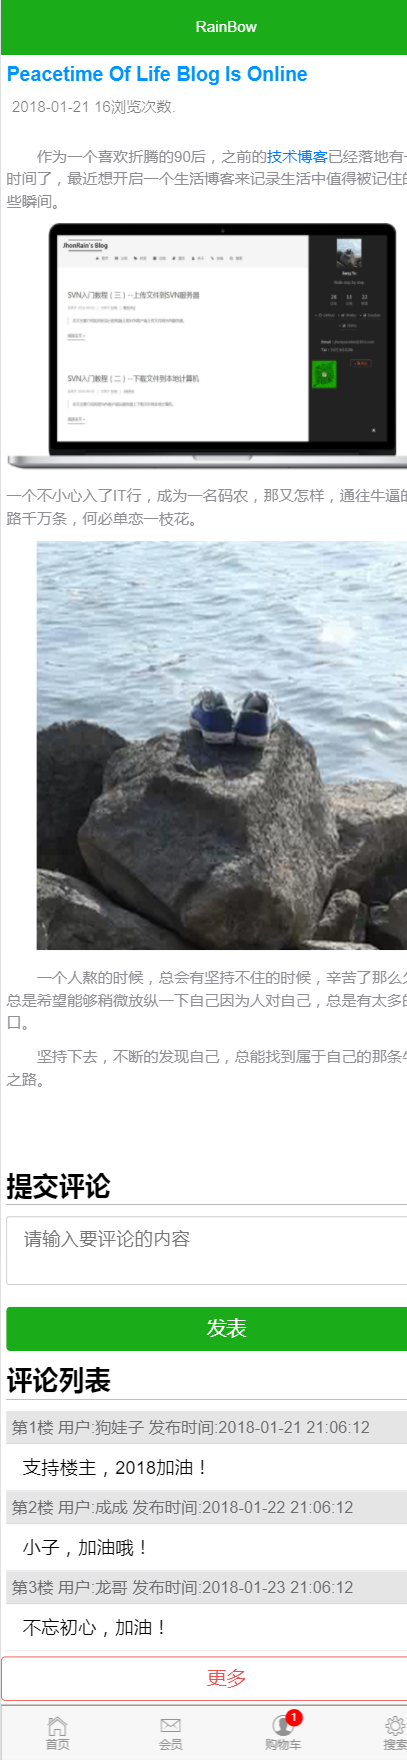 RainBow
Peacetime Of Life Blog Is Online
2018-01-21 16浏览次数.
作为一个喜欢折腾的90后，之前的技术博客已经落地有
时间了，最近想开启一个生活博客来记录生活中值得被记住的
些瞬间。
JhonRain's Blog
SVN入门教程（三）--上传文件到SVN服务器
SVN入门教程（二）--下载文件到本地计算机
一个不小心入了IT行，成为一名码农，那又怎样，通往牛逼的
路千万条，何必单恋一枝花。
一个人熬的时候，总会有坚持不住的时候，辛苦了那么
总是希望能够稍微放纵一下自己因为人对自己，总是有太多的
口。
坚持下去，不断的发现自己，总能找到属于自己的那条
之路。
提交评论
请输入要评论的内容
发表
评论列表
第1楼 用户:狗娃子 发布时间:2018-01-21 21:06:12
支持楼主，2018加油！
第2楼 用户:成成 发布时间:2018-01-22 21:06:12
小子，加油哦！
第3楼 用户:龙哥 发布时间:2018-01-23 21:06:12
不忘初心，加油！
更多
1
首页 会员 购物车 搜索